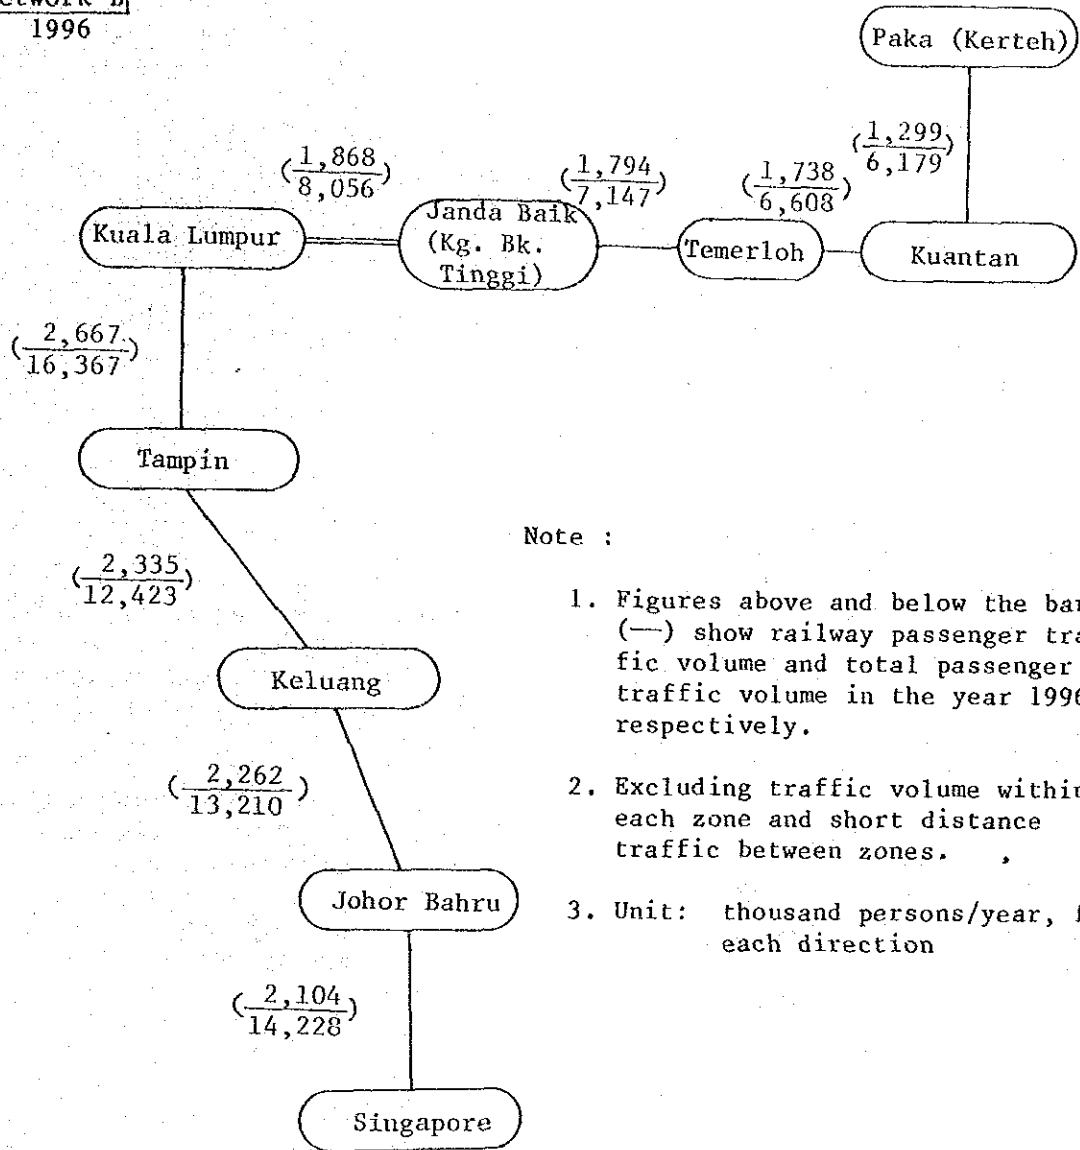 1996
Paka (Kerteh)
(1,299
6,179)
(1,868
8,056)
(1,794
7,147)
(1,738
6,608)
Kuala Lumpur
Janda Baik
(Kg. Bk.
Tinggi)
Temerloh
Kuantan
(2,667
16,367)
Tampin
(2,335
12,423)
Keluang
(2,262
13,210)
Johor Bahru
(2,104
14,228)
Singapore
Note :
1. Figures above and below the bar
(—) show railway passenger tra
fic volume and total passenger
traffic volume in the year 1996
respectively.
2. Excluding traffic volume within
each zone and short distance
traffic between zones.
3. Unit: thousand persons/year,
each direction